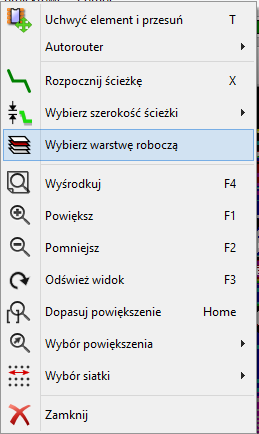 Uchwyć element i przesuń T
Autorouter
Rozpocznij ścieżkę X
Wybierz szerokość ścieżki
Wybierz warstwę roboczą
Wyśrodkuj F4
Powiększ F1
Pomniejsz F2
Odśwież widok F3
Dopasuj powiększenie Home
Wybór powiększenia
Wybór siatki
Zamknij